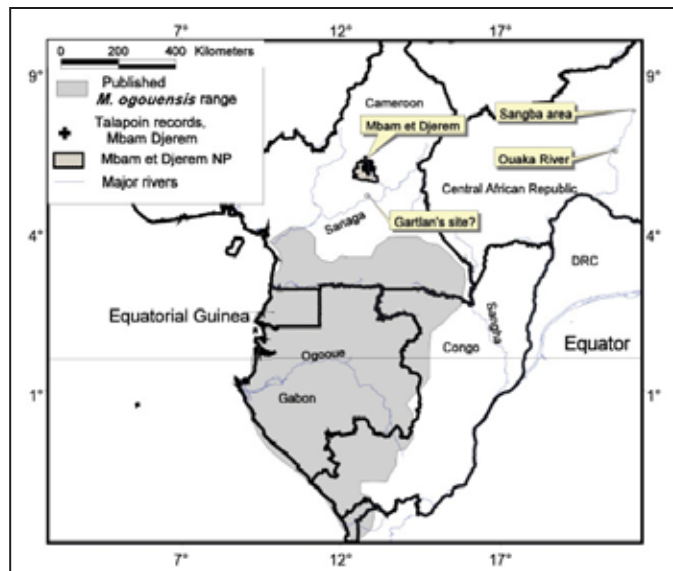 7° 12° 17°
9° 9°
0 200 400 Kilometers
Published
M. ogouensis range
Talapoin records,
Mbam Djerem
Mbam et Djerem NP
Major rivers
Cameroon
Mbam et Djerem
Sangba area
Ouaka River
Central African Republic
Gartlan's site?
Sanaga
4° 4°
DRC
Equatorial Guinea
Sangha
Ogooue
Congo
Equator
Gabon
1° 1°
7° 12° 17°